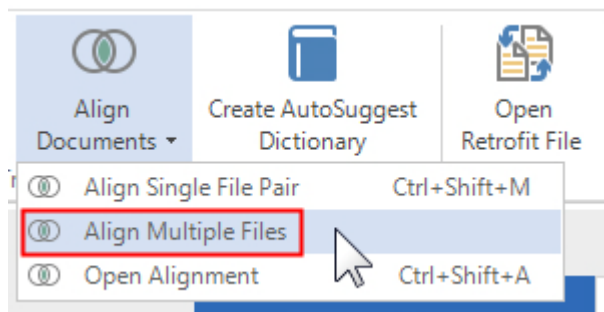 Align
Documents
Create AutoSuggest
Dictionary
Open
Retrofit File
Align Single File Pair Ctrl+Shift+M
Align Multiple Files
Open Alignment Ctrl+Shift+A